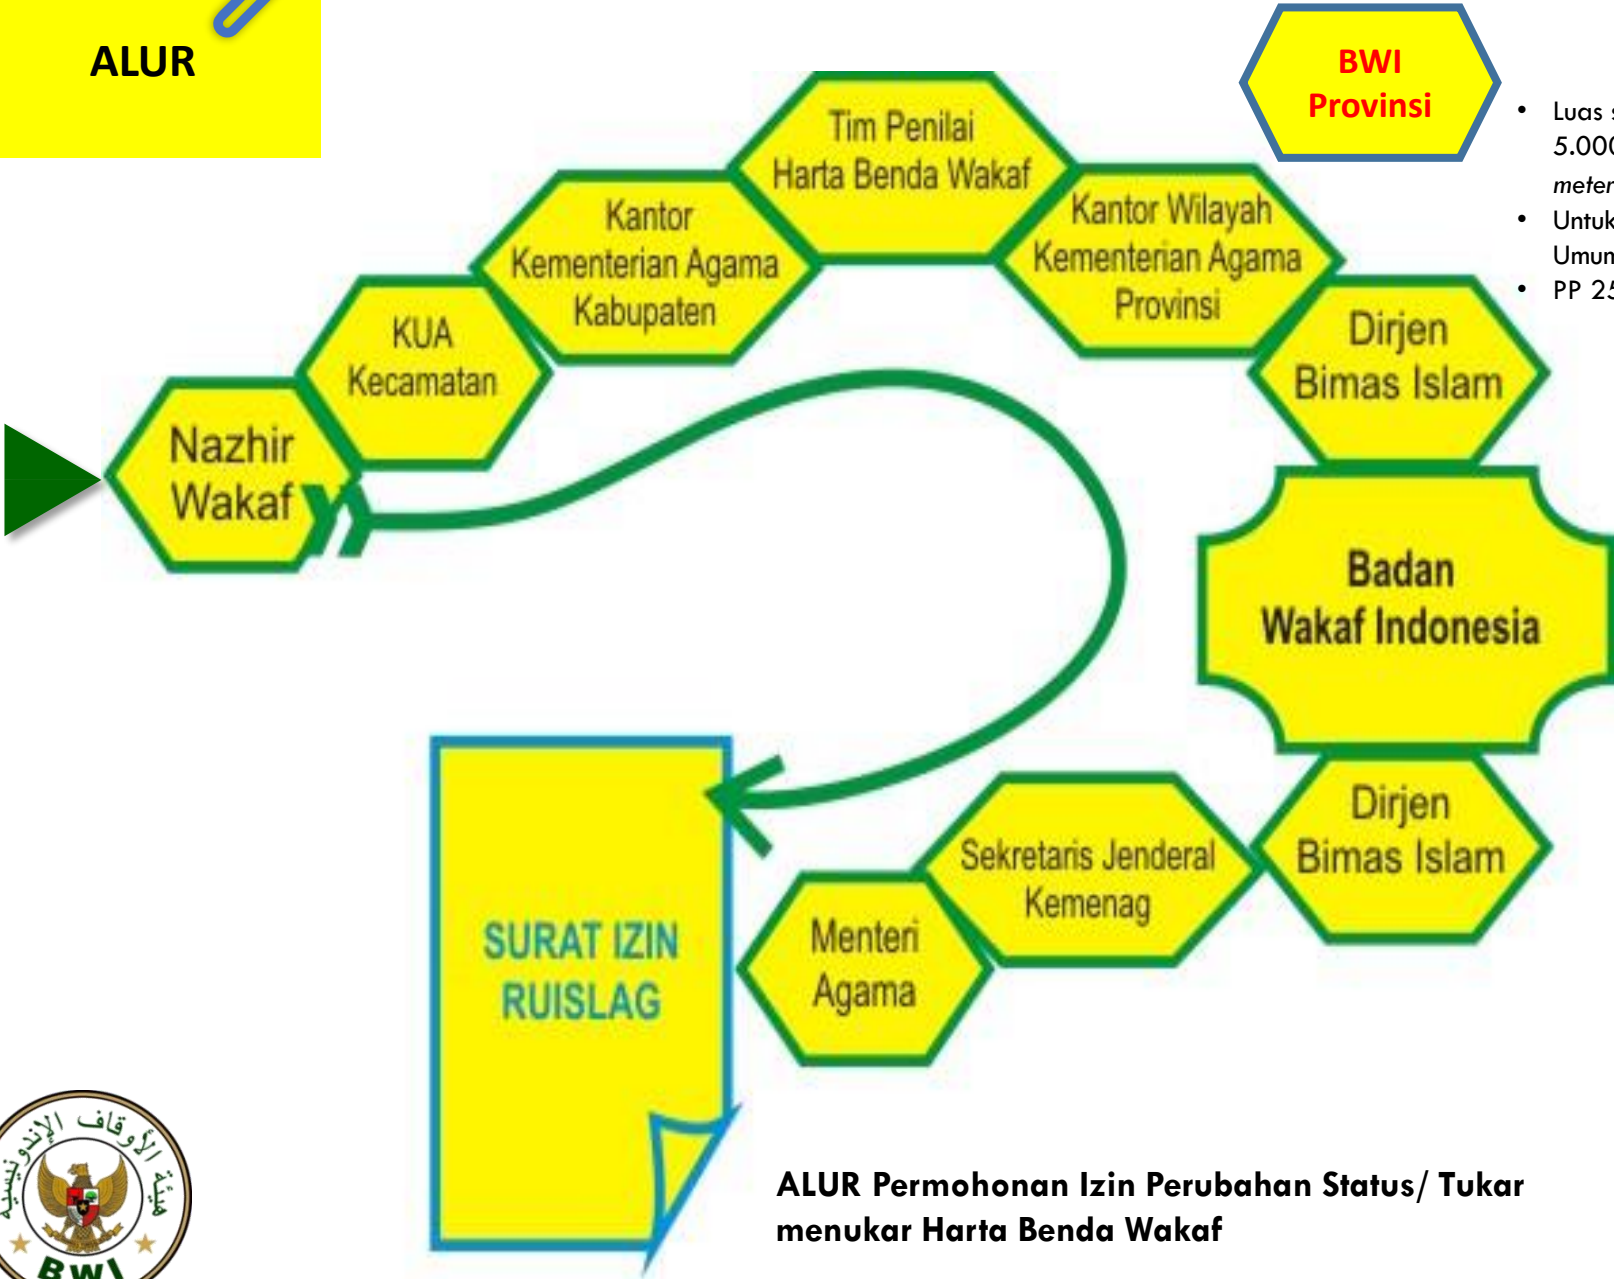 ALUR
BWI
Provinsi
• Luas
5.000
meter
• Untuk
Umum
• PP 25
Tim Penilai
Harta Benda Wakaf
Kantor
Kementerian Agama
Kabupaten
Kantor Wilayah
Kementerian Agama
Provinsi
KUA
Kecamatan
Dirjen
Bimas Islam
Nazhir
Wakaf
Badan
Wakaf Indonesia
Dirjen
Bimas Islam
Sekretaris Jenderal
Kemenag
Menteri
Agama
SURAT IZIN
RUISLAG
ALUR Permohonan Izin Perubahan Status/ Tukar
menukar Harta Benda Wakaf
هيئة الأوقاف الإندونيسية
BWI